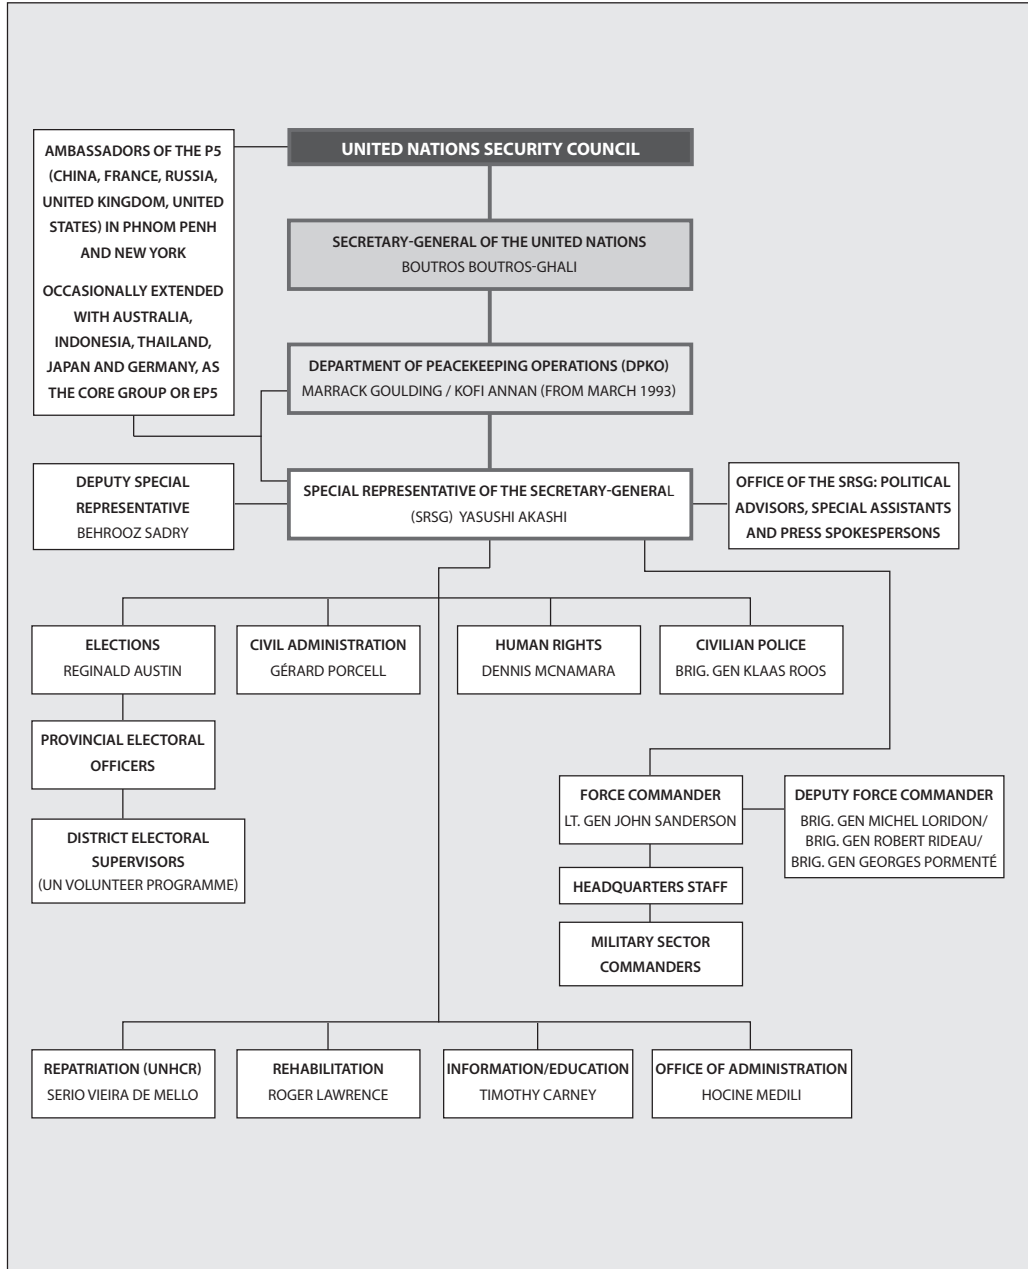 AMBASSADORS OF THE P5
(CHINA, FRANCE, RUSSIA,
UNITED KINGDOM, UNITED
STATES) IN PHNOM PENH
AND NEW YORK
OCCASIONALLY EXTENDED
WITH AUSTRALIA,
INDONESIA, THAILAND,
JAPAN AND GERMANY, AS
THE CORE GROUP OR EP5
UNITED NATIONS SECURITY COUNCIL
SECRETARY-GENERAL OF THE UNITED NATIONS
BOUTROS BOUTROS-GHALI
DEPARTMENT OF PEACEKEEPING OPERATIONS (DPKO)
MARRACK GOULDING / KOFI ANNAN (FROM MARCH 1993)
DEPUTY SPECIAL
REPRESENTATIVE
BEHROOZ SADRY
SPECIAL REPRESENTATIVE OF THE SECRETARY-GENERAL
(SRSG) YASUSHI AKASHI
OFFICE OF THE SRSG: POLITICAL
ADVISORS, SPECIAL ASSISTANTS
AND PRESS SPOKESPERSONS
ELECTIONS
REGINALD AUSTIN
CIVIL ADMINISTRATION
GÉRARD PORCELL
HUMAN RIGHTS
DENNIS MCNAMARA
CIVILIAN POLICE
BRIG. GEN KLAAS ROOS
PROVINCIAL ELECTORAL
OFFICERS
DISTRICT ELECTORAL
SUPERVISORS
(UN VOLUNTEER PROGRAMME)
FORCE COMMANDER
LT. GEN JOHN SANDERSON
DEPUTY FORCE COMMANDER
BRIG. GEN MICHEL LORIDON/
BRIG. GEN ROBERT RIDEAU/
BRIG. GEN GEORGES PORMENTÉ
HEADQUARTERS STAFF
MILITARY SECTOR
COMMANDERS
REPATRIATION (UNHCR)
SERIO VIEIRA DE MELLO
REHABILITATION
ROGER LAWRENCE
INFORMATION/EDUCATION
TIMOTHY CARNEY
OFFICE OF ADMINISTRATION
HOCINE MEDILI